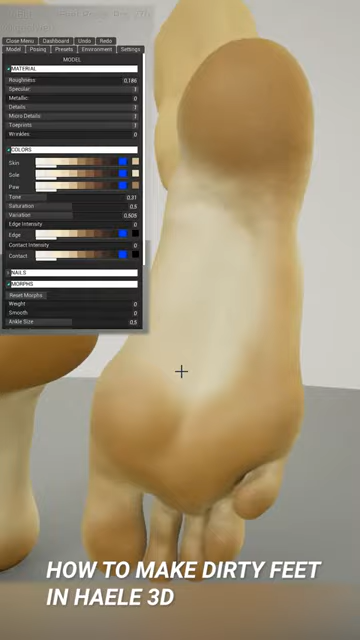 Close Menu Dashboard Undo Redo
Model Posing Presets Environment Settings
MODEL
MATERIAL
Roughness 0,186
Specular 1
Metallic 0
Details 1
Micro Details 1
Toeprints 1
Wrinkles 0
COLORS
Skin
Sole
Paw
Tone 0,31
Saturation 0,5
Variation 0,505
Edge Intensity 0
Edge
Contact Intensity 0
Contact
NAILS
MORPHS
Reset Morphs
Weight 0
Smooth 0
Ankle Size 0,5
HOW TO MAKE DIRTY FEET
IN HAELE 3D